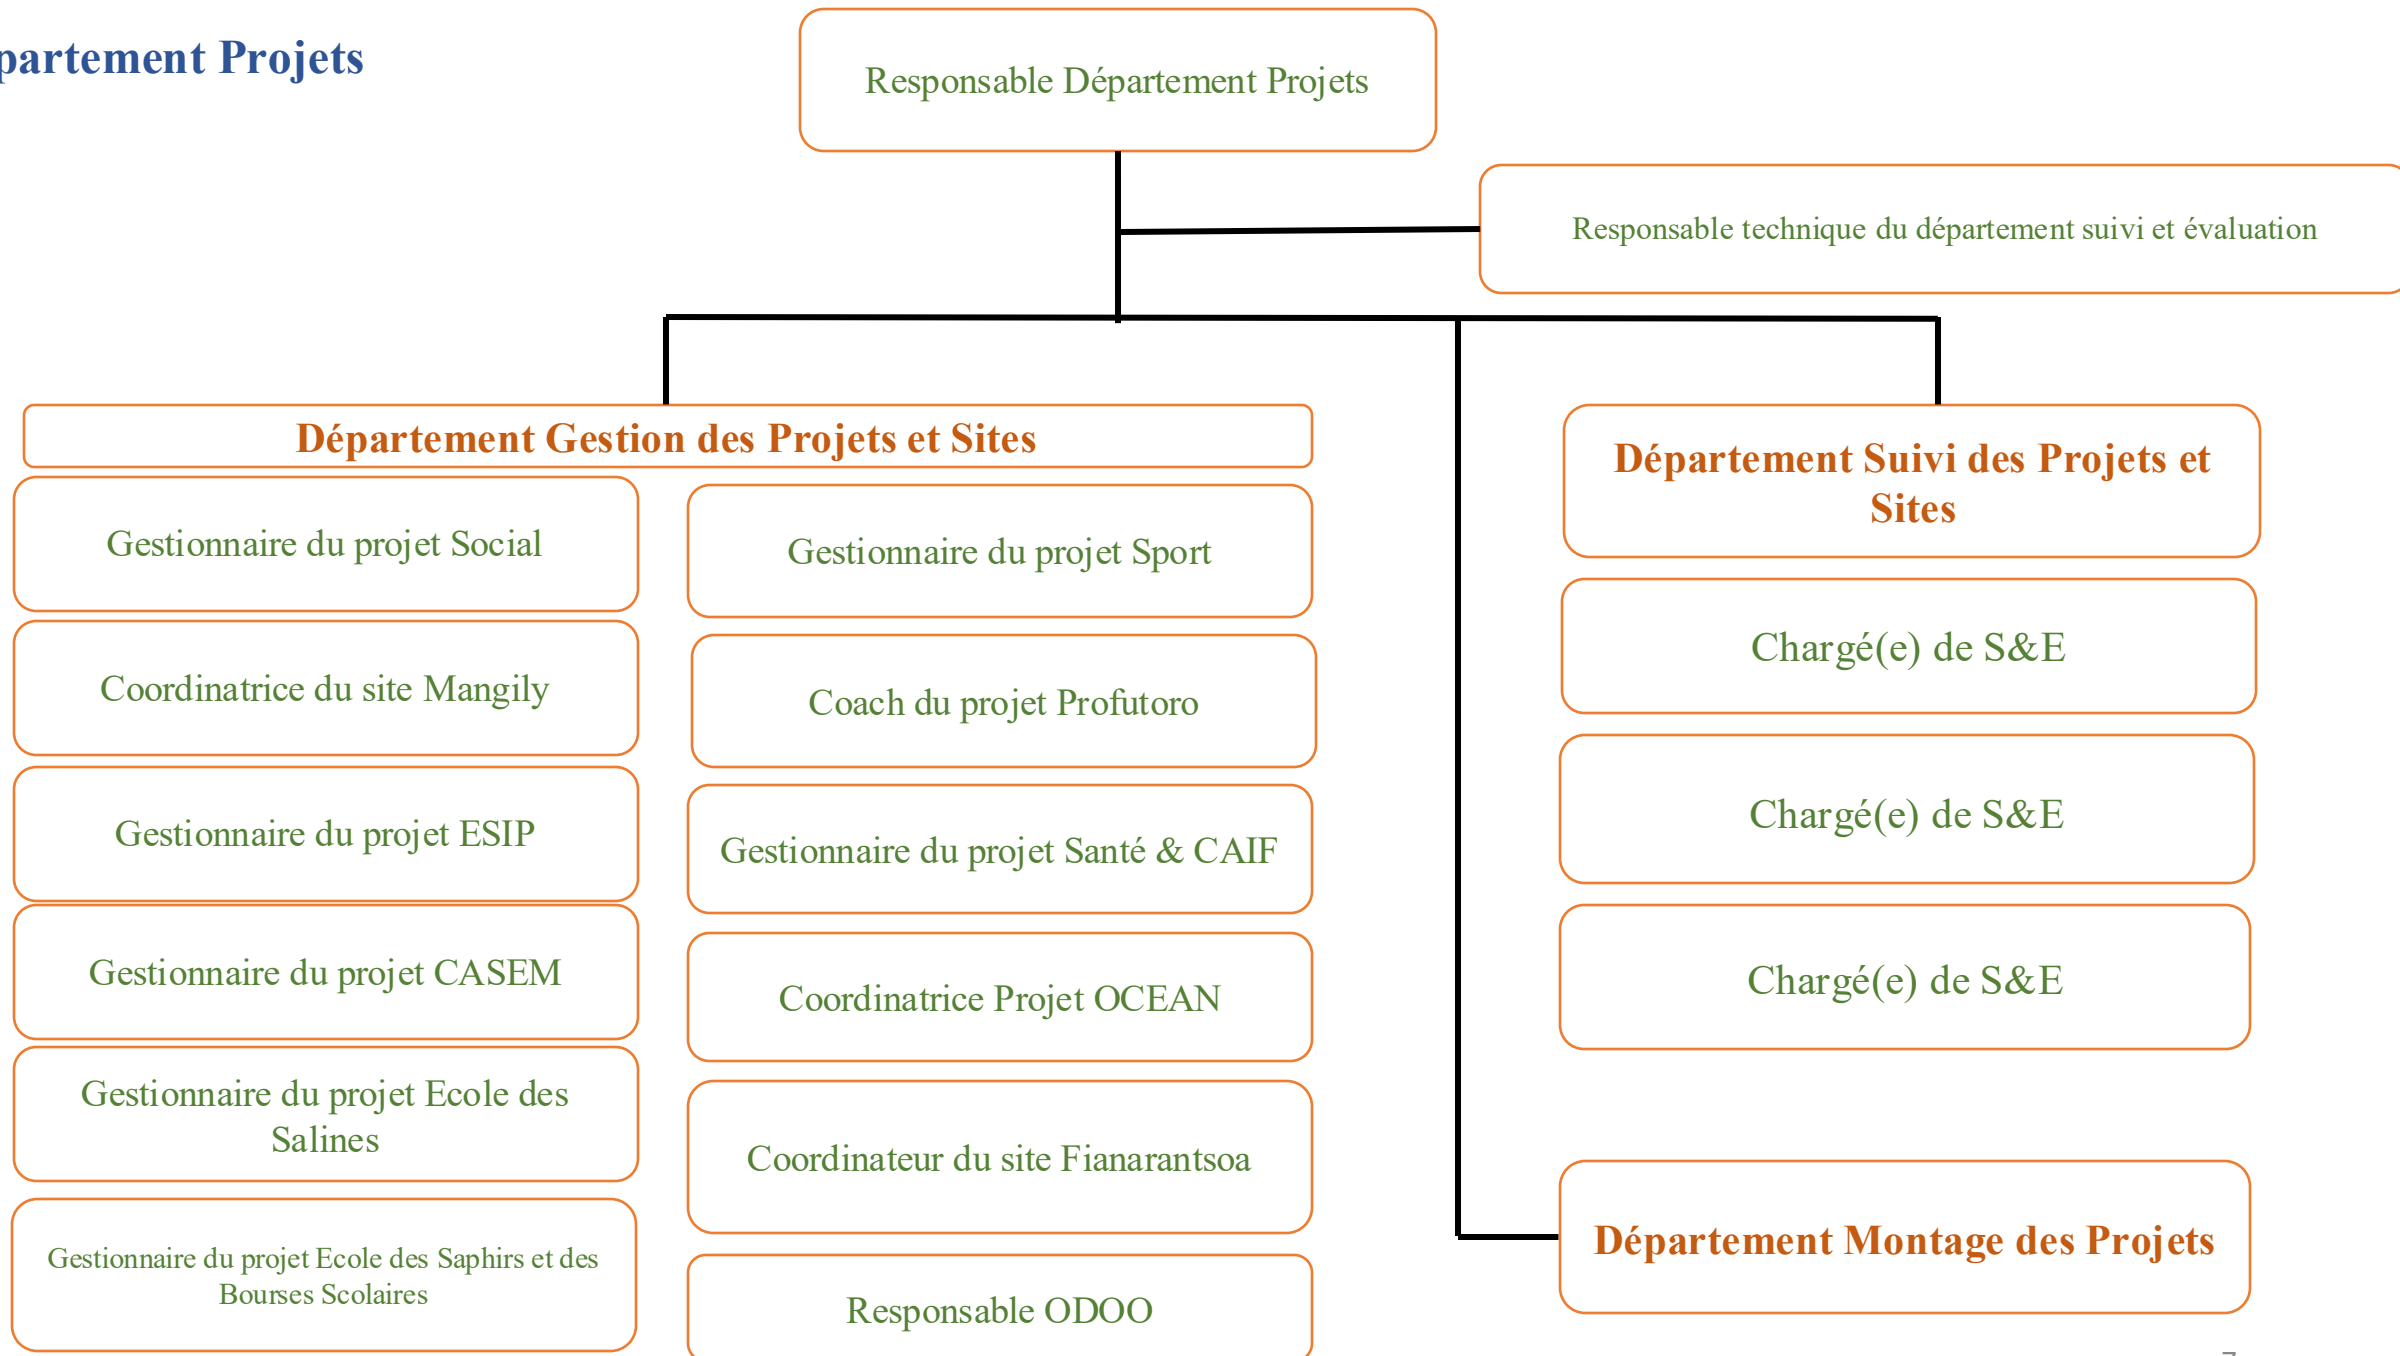 partement Projets
Responsable Département Projets
Responsable technique du département suivi et évaluation
Département Gestion des Projets et Sites
Gestionnaire du projet Social
Coordinatrice du site Mangily
Gestionnaire du projet ESIP
Gestionnaire du projet CASEM
Gestionnaire du projet Ecole des
Salines
Gestionnaire du projet Ecole des Saphirs et des
Bourses Scolaires
Gestionnaire du projet Sport
Coach du projet Profutoro
Gestionnaire du projet Santé & CAIF
Coordinatrice Projet OCEAN
Coordinateur du site Fianarantsoa
Responsable ODOO
Département Suivi des Projets et
Sites
Chargé(e) de S&E
Chargé(e) de S&E
Chargé(e) de S&E
Département Montage des Projets